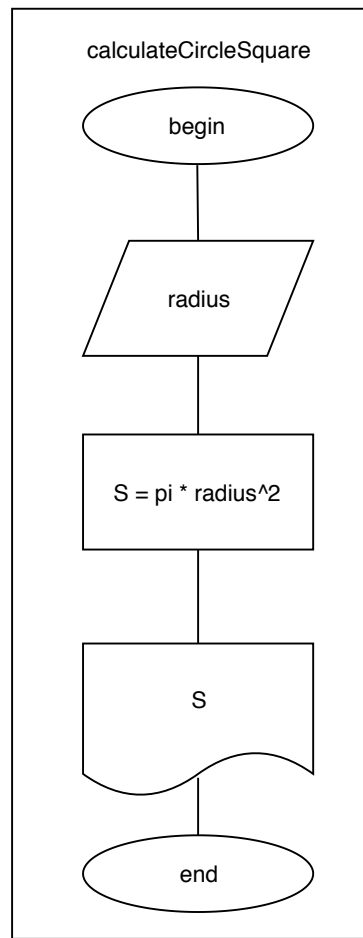 calculateCircleSquare
begin
radius
S = pi * radius^2
S
end